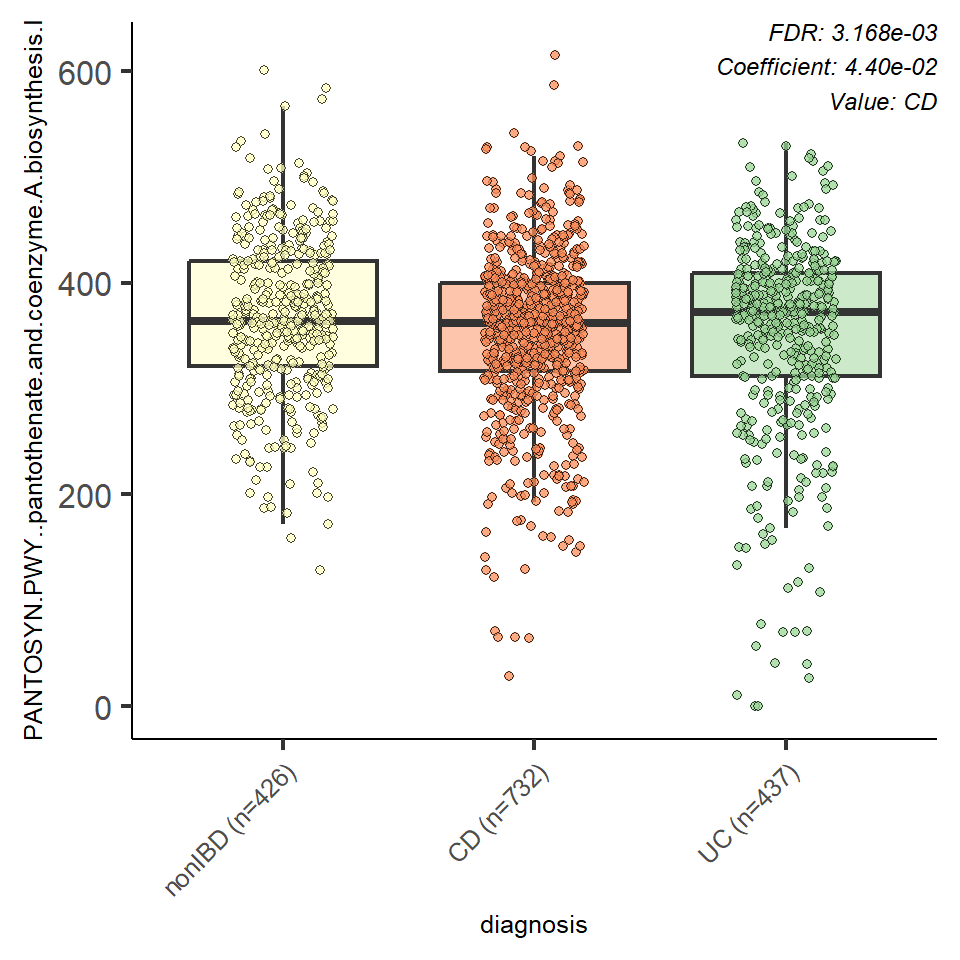 FDR: 3.168e-03
Coefficient: 4.40e-02
Value: CD
PANTOSYN.PWY..pantothenate.and.coenzyme.A.biosynthesis.I
600
400
200
0
nonIBD (n=426)
CD (n=732)
UC (n=437)
diagnosis